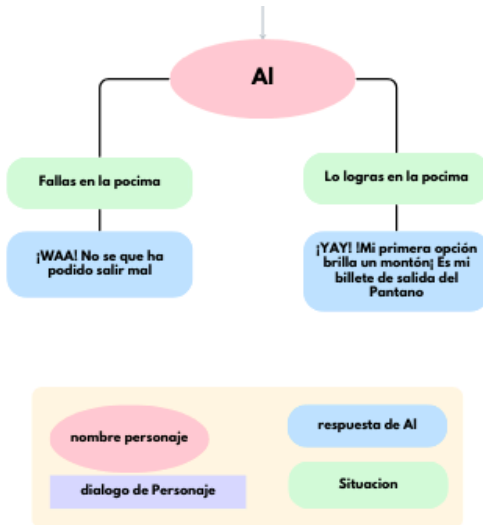 Al
Fallas en la pocima
Lo logras en la pocima
¡WAA! No se que ha
podido salir mal
¡YAY! !Mi primera opción
brilla un montón¡ Es mi
billete de salida del
Pantano
nombre personaje
respuesta de Al
dialogo de Personaje
Situacion